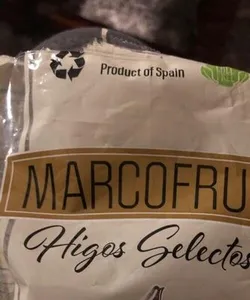 Product of Spain
MARCOFRU
Higos Selectos